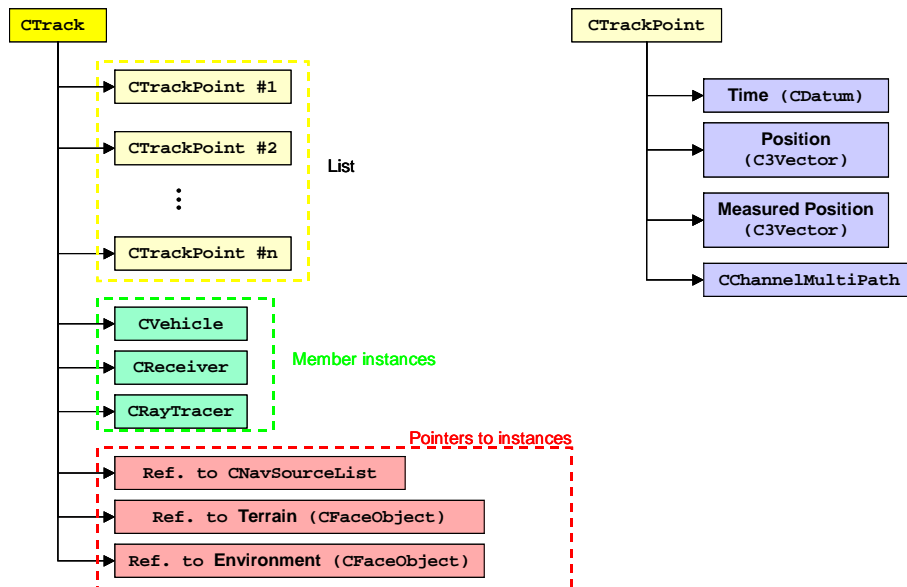 CTrack
CTrackPoint #1
CTrackPoint #2
⋮
CTrackPoint #n
List
CVehicle
CReceiver
CRayTracer
Member instances
Pointers to instances
Ref. to CNavSourceList
Ref. to Terrain (CFaceObject)
Ref. to Environment (CFaceObject)
CTrackPoint
Time (CDatum)
Position
(C3Vector)
Measured Position
(C3Vector)
CChannelMultiPath